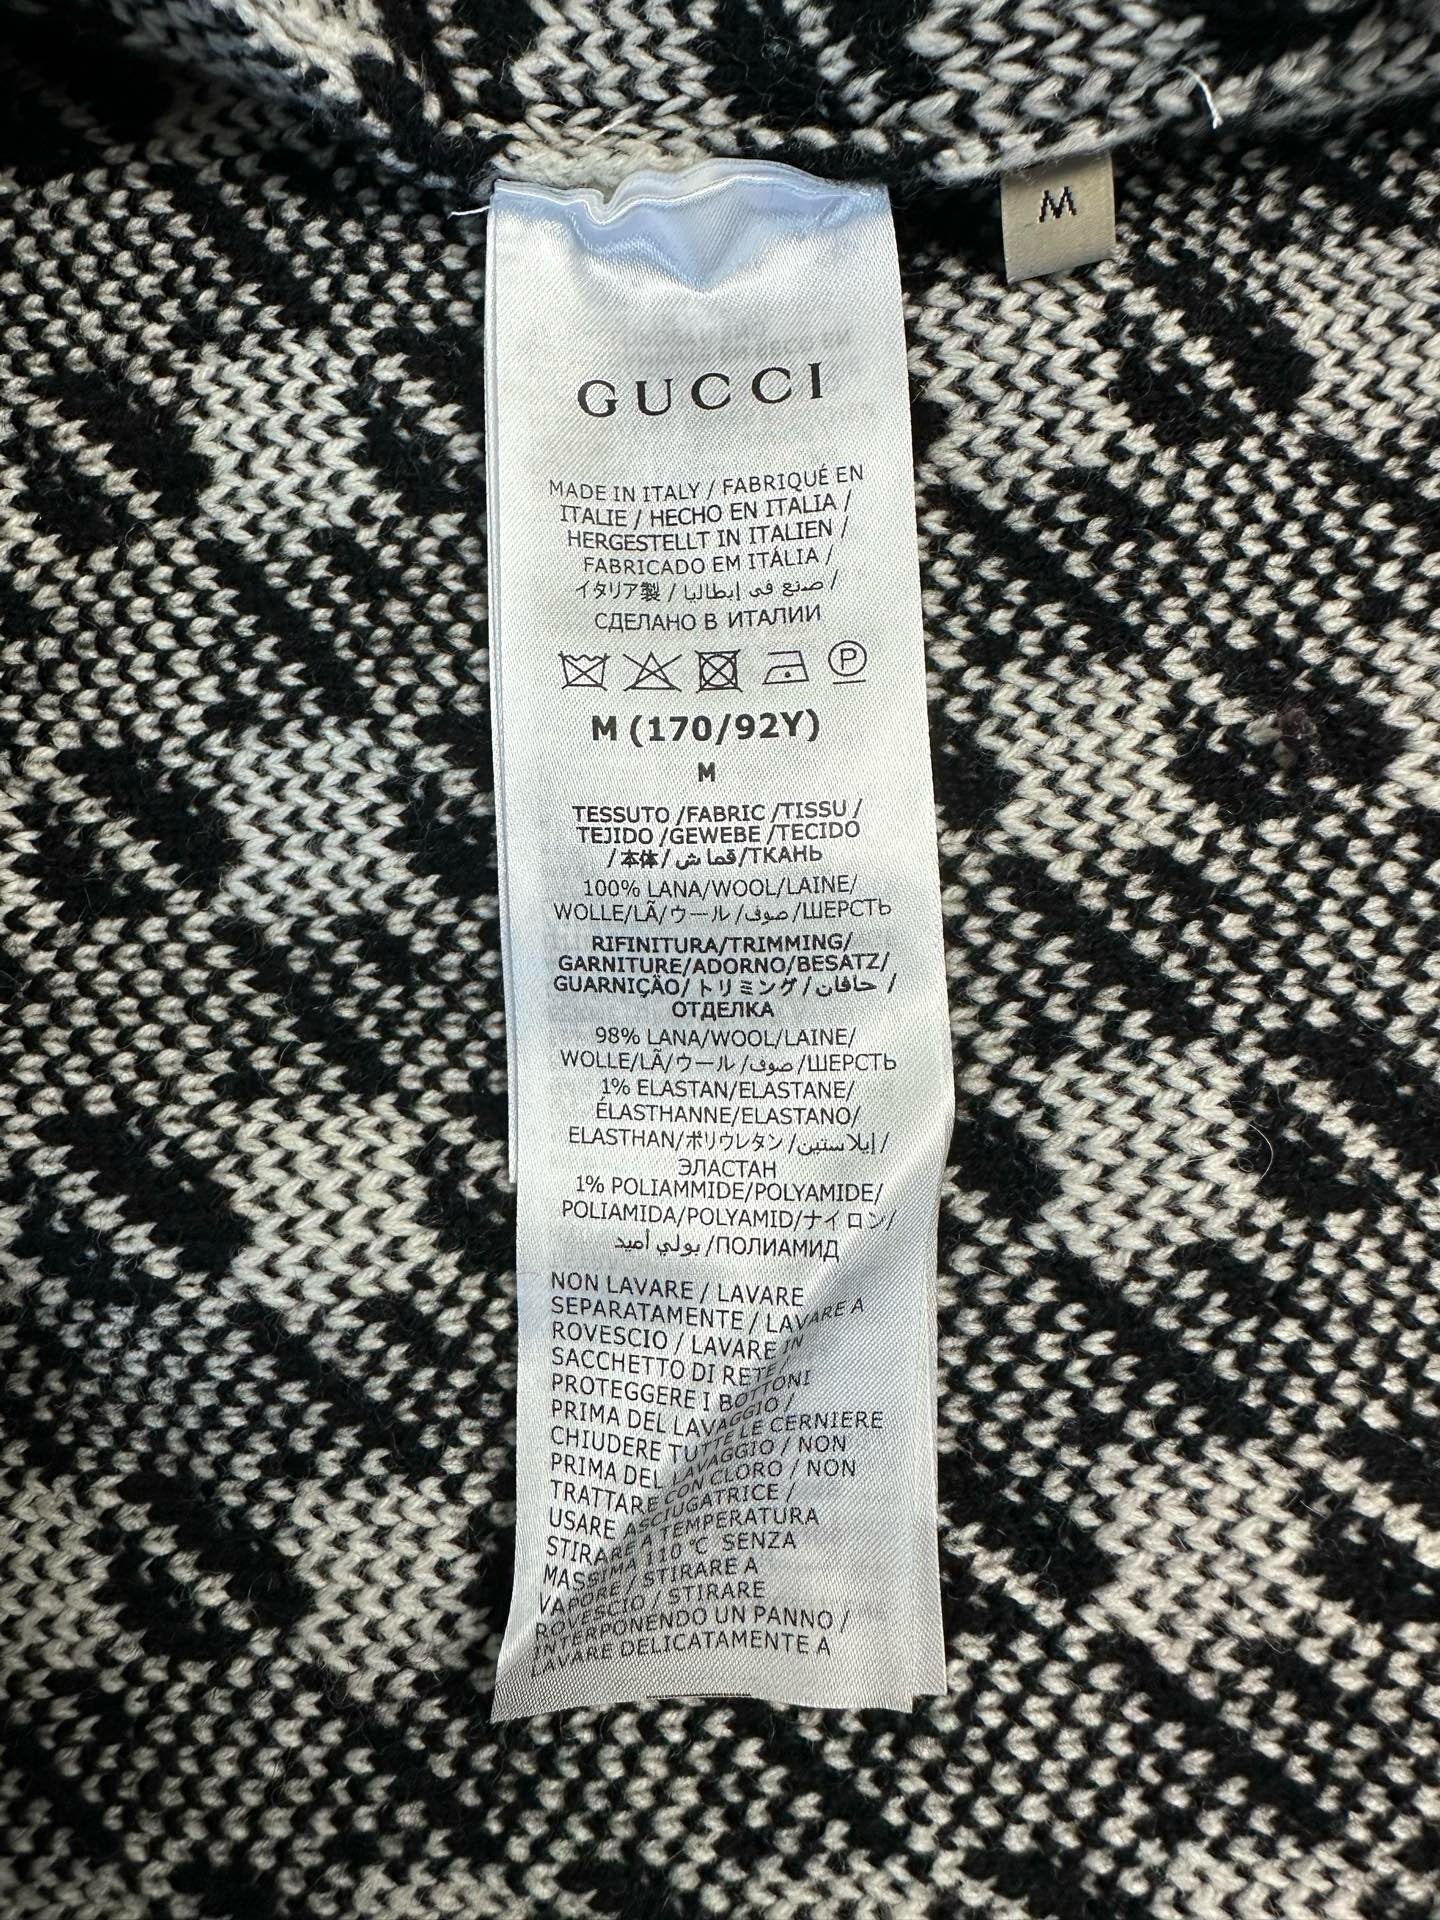 M
GUCCI
MADE IN ITALY / FABRIQUÉ EN
ITALIE / HECHO EN ITALIA /
HERGESTELLT IN ITALIEN /
FABRICADO EM ITÁLIA /
イタリア製 / صنع في إيطاليا /
СДЕЛАНО В ИТАЛИИ
P
M (170/92Y)
M
TESSUTO /FABRIC /TISSU /
TEJIDO /GEWEBE /TECIDO
/本体/ قماش/ТКАНЬ
100% LANA/WOOL/LAINE/
WOLLE/LÃ/ウール /صوف/ШЕРСТЬ
RIFINITURA/TRIMMING/
GARNITURE/ADORNO/BESATZ/
GUARNIÇÃO/トリミング/حافان /
ОТДЕЛКА
98% LANA/WOOL/LAINE/
WOLLE/LÃ/ウール /صوف/ШЕРСТЬ
1% ELASTAN/ELASTANE/
ÉLASTHANNE/ELASTANO/
ELASTHAN/ポリウレタン/إيلاستين/
ЭЛАСТАН
1% POLIAMMIDE/POLYAMIDE/
POLIAMIDA/POLYAMID/ナイロン/
بولي أميد/ПОЛИАМИД
NON LAVARE / LAVARE
SEPARATAMENTE / LAVARE A
ROVESCIO / LAVARE IN
SACCHETTO DI RETE /
PROTEGGERE I BOTTONI
PRIMA DEL LAVAGGIO /
CHIUDERE TUTTE LE CERNIERE
PRIMA DEL LAVAGGIO / NON
TRATTARE CON CLORO / NON
USARE ASCIUGATRICE /
STIRARE A TEMPERATURA
MASSIMA 110 °C SENZA
VAPORE / STIRARE A
ROVESCIO / STIRARE
INTERPONENDO UN PANNO /
LAVARE DELICATAMENTE A